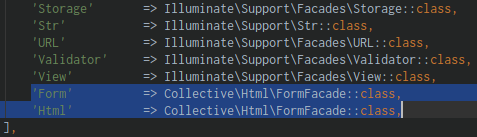 'Storage' => Illuminate\Support\Facades\Storage::class,
'Str' => Illuminate\Support\Str::class,
'URL' => Illuminate\Support\Facades\URL::class,
'Validator' => Illuminate\Support\Facades\Validator::class,
'View' => Illuminate\Support\Facades\View::class,
'Form' => Collective\Html\FormFacade::class,
'Html' => Collective\Html\FormFacade::class,
],